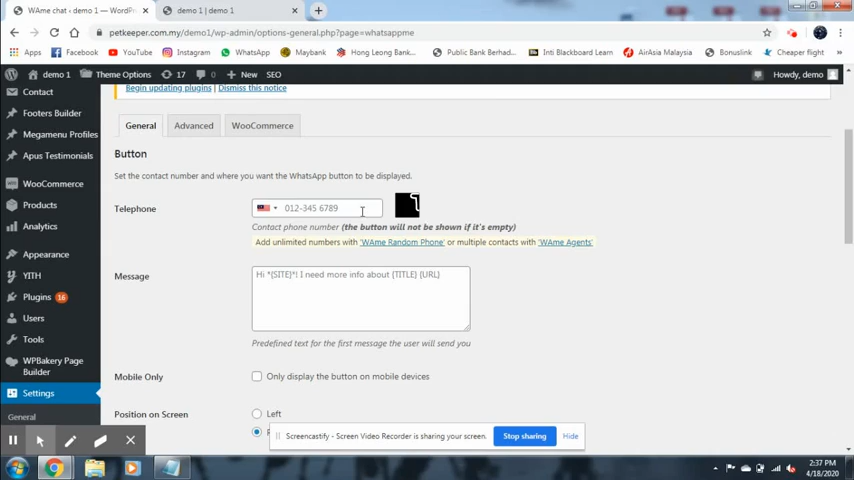 WAme chat ‹ demo 1 — WordPr
demo 1 | demo 1
petkeeper.com.my/demo1/wp-admin/options-general.php?page=whatsappme
Apps
Facebook
YouTube
Instagram
WhatsApp
Maybank
Hong Leong Bank...
Public Bank Berhad...
Inti Blackboard Learn
AirAsia Malaysia
Bonuslink
Cheaper flight
demo 1
Theme Options
17
0
New
SEO
Howdy, demo
Contact
Footers Builder
Megamenu Profiles
Apus Testimonials
WooCommerce
Products
Analytics
Appearance
YITH
Plugins 16
Users
Tools
WPBakery Page
Builder
Settings
General
Begin updating plugins | Dismiss this notice
General
Advanced
WooCommerce
Button
Set the contact number and where you want the WhatsApp button to be displayed.
Telephone
012-345 6789
Contact phone number (the button will not be shown if it's empty)
Add unlimited numbers with 'WAme Random Phone' or multiple contacts with 'WAme Agents'
Message
Hi *{SITE}*! I need more info about {TITLE} {URL}
Predefined text for the first message the user will send you
Mobile Only
Only display the button on mobile devices
Position on Screen
Left
Screencastify - Screen Video Recorder is sharing your screen.
Stop sharing
Hide
2:37 PM
4/18/2020